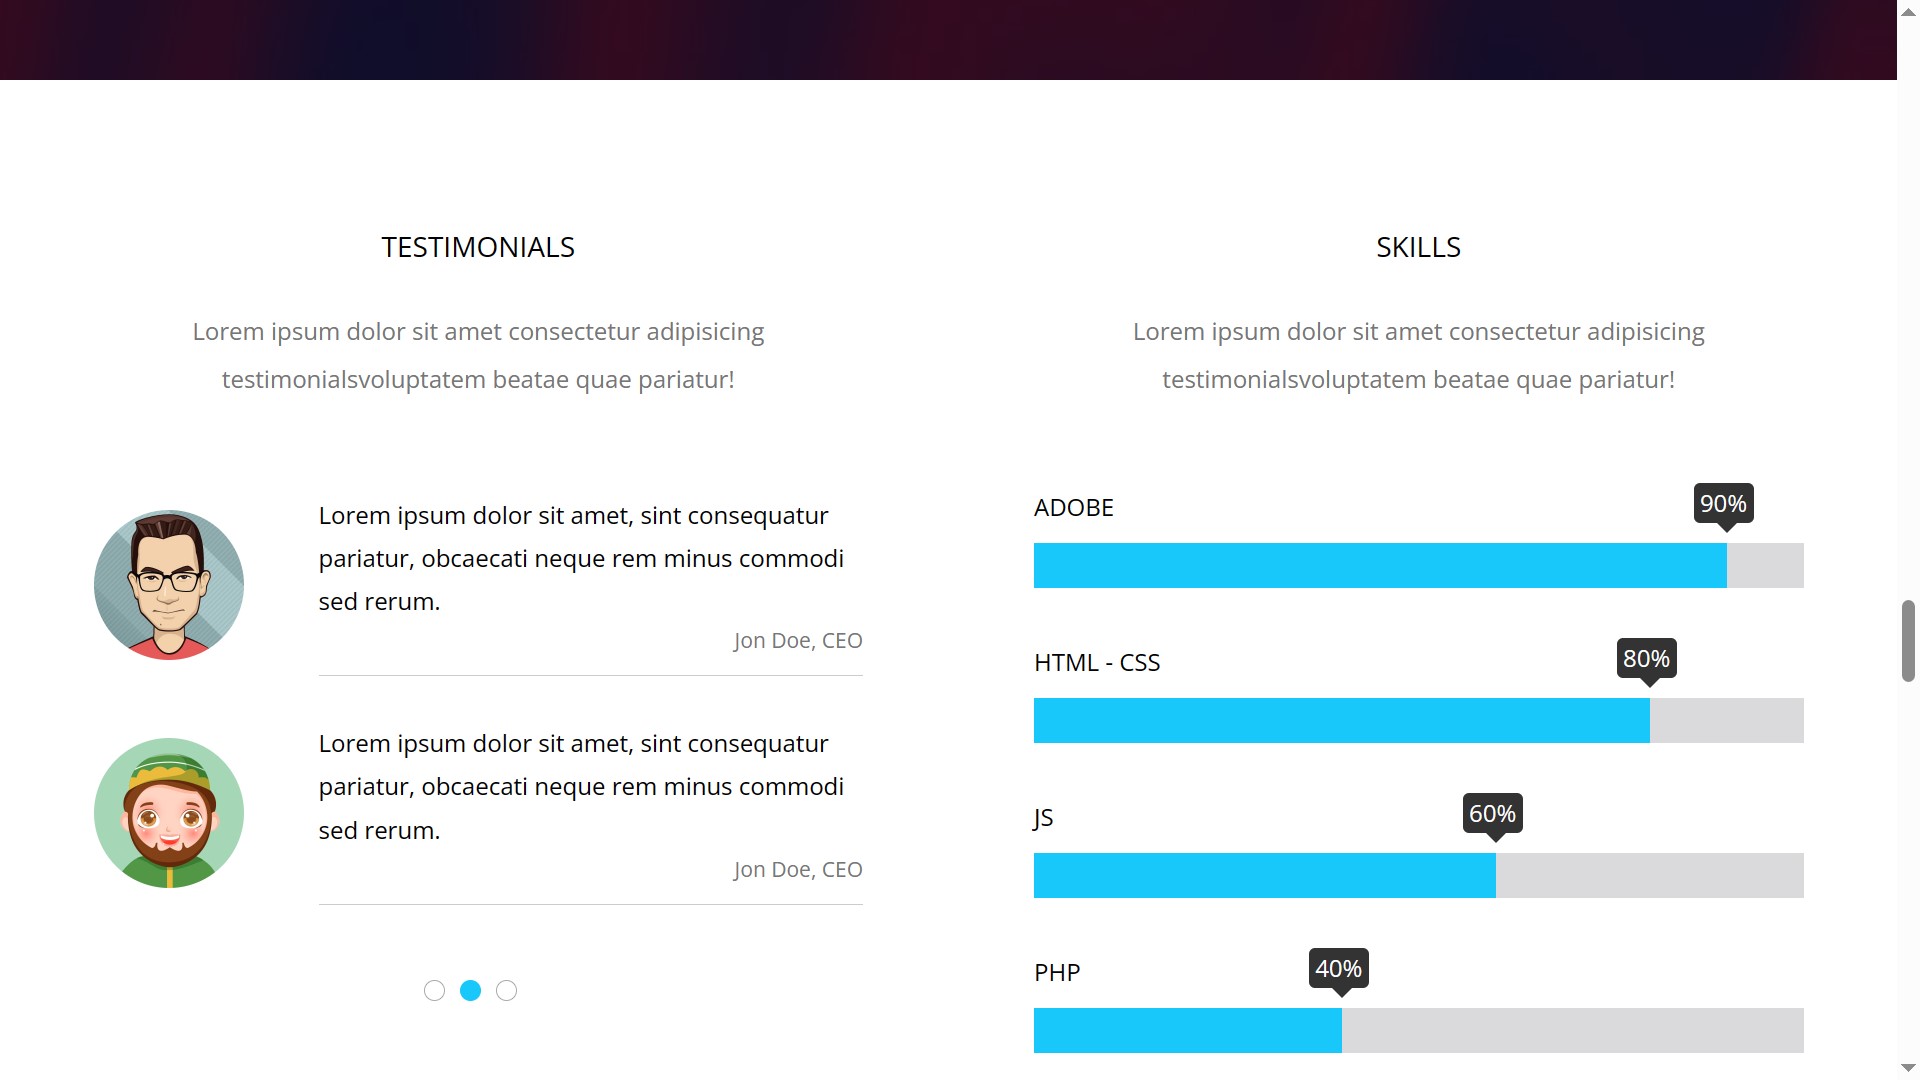 TESTIMONIALS
Lorem ipsum dolor sit amet consectetur adipisicing
testimonialsvoluptatem beatae quae pariatur!
Lorem ipsum dolor sit amet, sint consequatur
pariatur, obcaecati neque rem minus commodi
sed rerum.
Jon Doe, CEO
Lorem ipsum dolor sit amet, sint consequatur
pariatur, obcaecati neque rem minus commodi
sed rerum.
Jon Doe, CEO
SKILLS
Lorem ipsum dolor sit amet consectetur adipisicing
testimonialsvoluptatem beatae quae pariatur!
ADOBE
90%
HTML - CSS
80%
JS
60%
PHP
40%